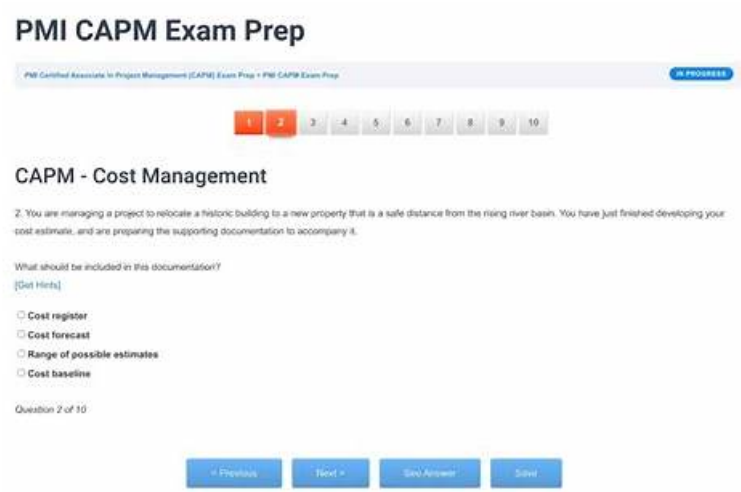 PMI CAPM Exam Prep
PMI Certified Associate in Project Management (CAPM) Exam Prep > PMI CAPM Exam Prep
IN PROGRESS
1 2 3 4 5 6 7 8 9 10
CAPM - Cost Management
2. You are managing a project to relocate a historic building to a new property that is a safe distance from the rising river basin. You have just finished developing your
cost estimate, and are preparing the supporting documentation to accompany it.
What should be included in this documentation?
[Get Hints]
Cost register
Cost forecast
Range of possible estimates
Cost baseline
Question 2 of 10
< Previous
Next >
See Answer
Solve